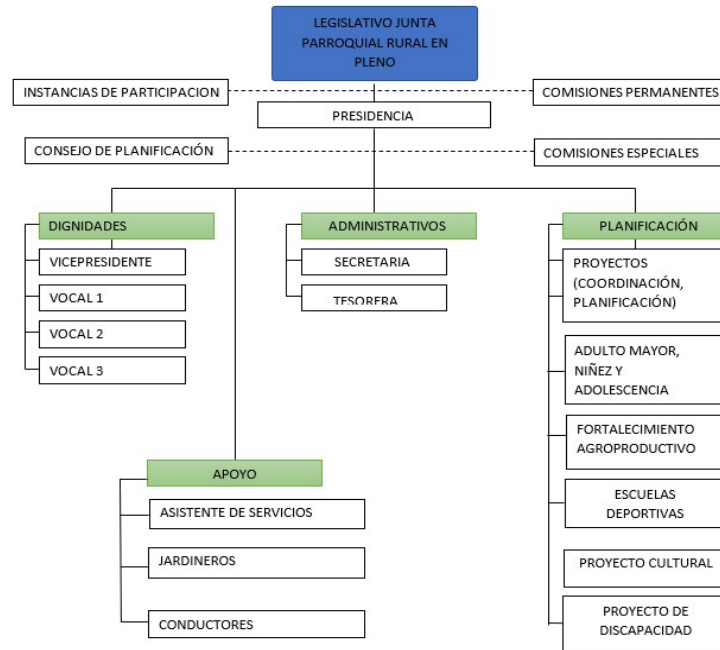 LEGISLATIVO JUNTA
PARROQUIAL RURAL EN
PLENO
INSTANCIAS DE PARTICIPACION
COMISIONES PERMANENTES
PRESIDENCIA
CONSEJO DE PLANIFICACIÓN
COMISIONES ESPECIALES
DIGNIDADES
VICEPRESIDENTE
VOCAL 1
VOCAL 2
VOCAL 3
ADMINISTRATIVOS
SECRETARIA
TESORERA
PLANIFICACIÓN
PROYECTOS
(COORDINACIÓN,
PLANIFICACIÓN)
ADULTO MAYOR,
NIÑEZ Y
ADOLESCENCIA
FORTALECIMIENTO
AGROPRODUCTIVO
ESCUELAS
DEPORTIVAS
PROYECTO CULTURAL
PROYECTO DE
DISCAPACIDAD
APOYO
ASISTENTE DE SERVICIOS
JARDINEROS
CONDUCTORES